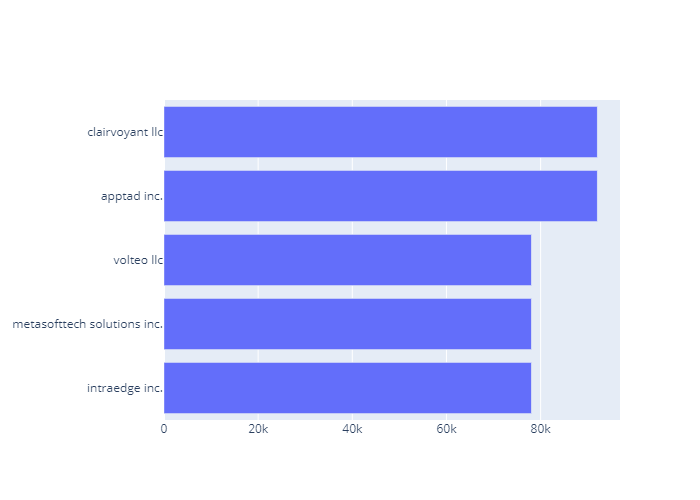 clairvoyant llc
apptad inc.
volteo llc
metasofttech solutions inc.
intraedge inc.
0 20k 40k 60k 80k